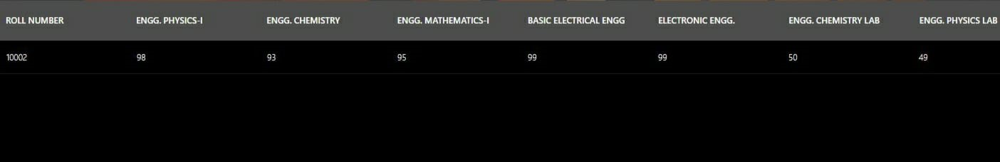 ROLL NUMBER ENGG. PHYSICS-I ENGG. CHEMISTRY ENGG. MATHEMATICS-I BASIC ELECTRICAL ENGG ELECTRONIC ENGG. ENGG. CHEMISTRY LAB ENGG. PHYSICS LAB
10002 98 93 95 99 99 50 49